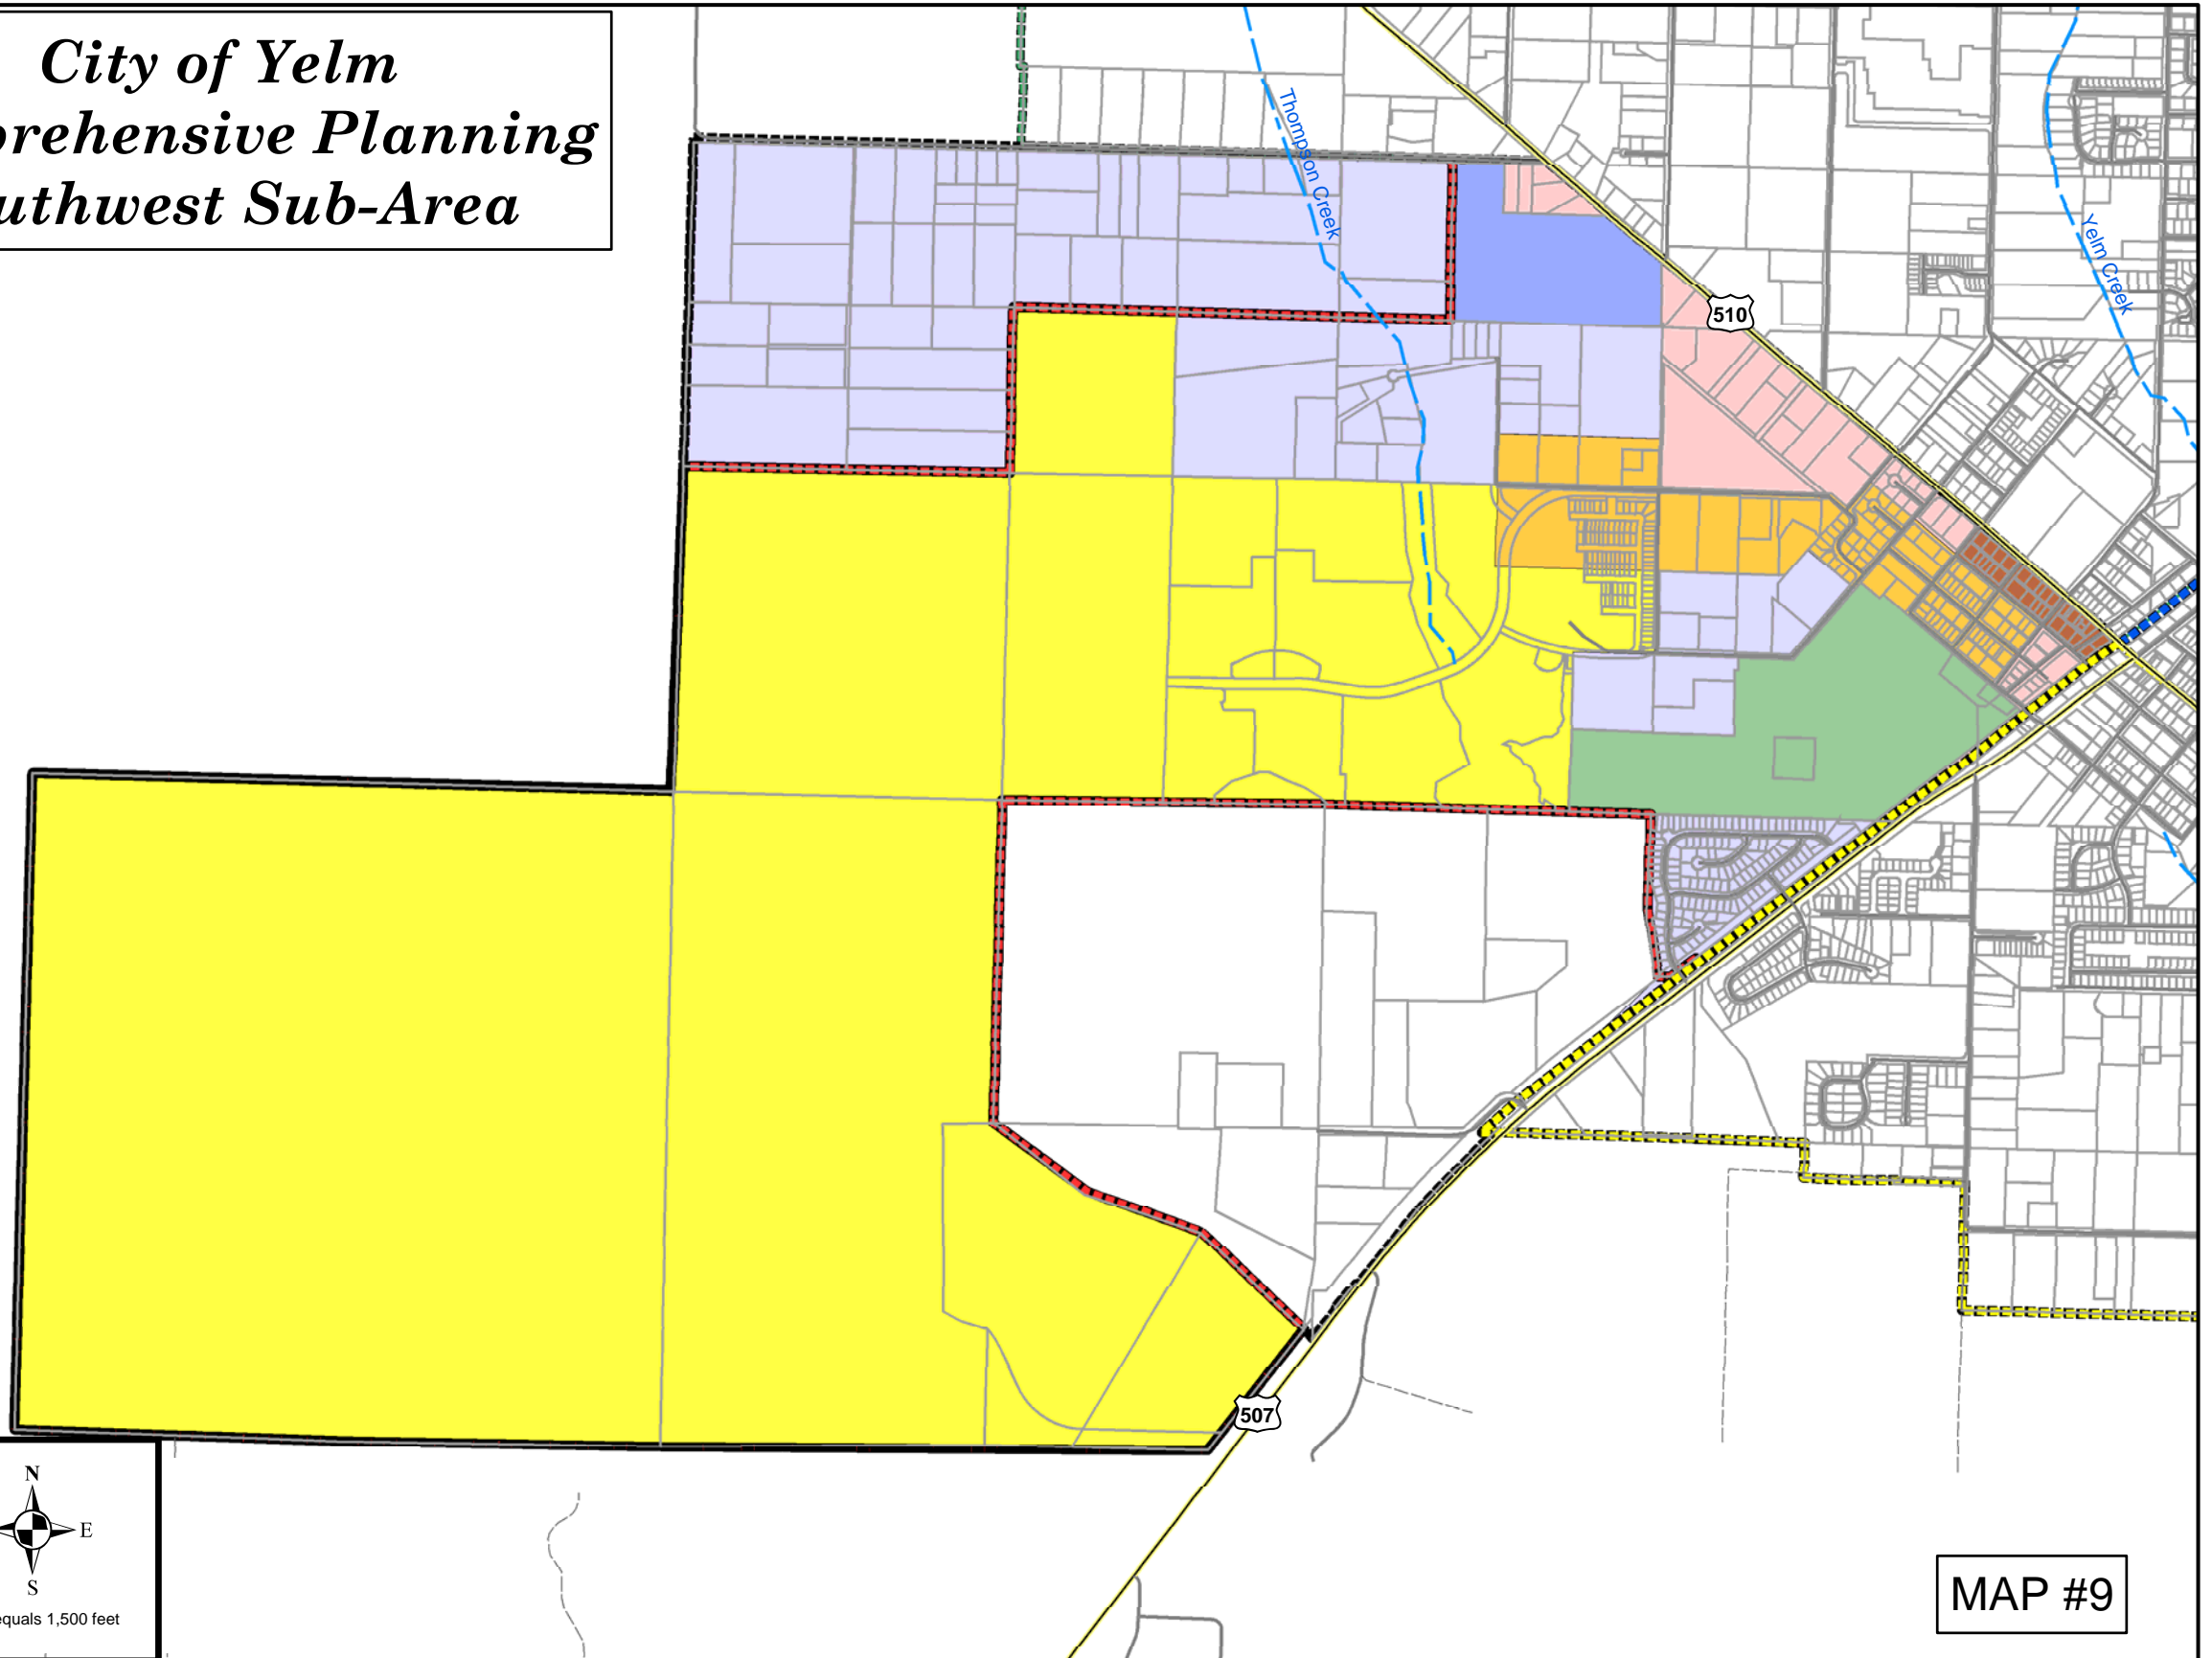 City of Yelm
prehensive Planning
uthwest Sub-Area
Thompson Creek
Yelm Creek
510
507
N
E
S
equals 1,500 feet
MAP #9